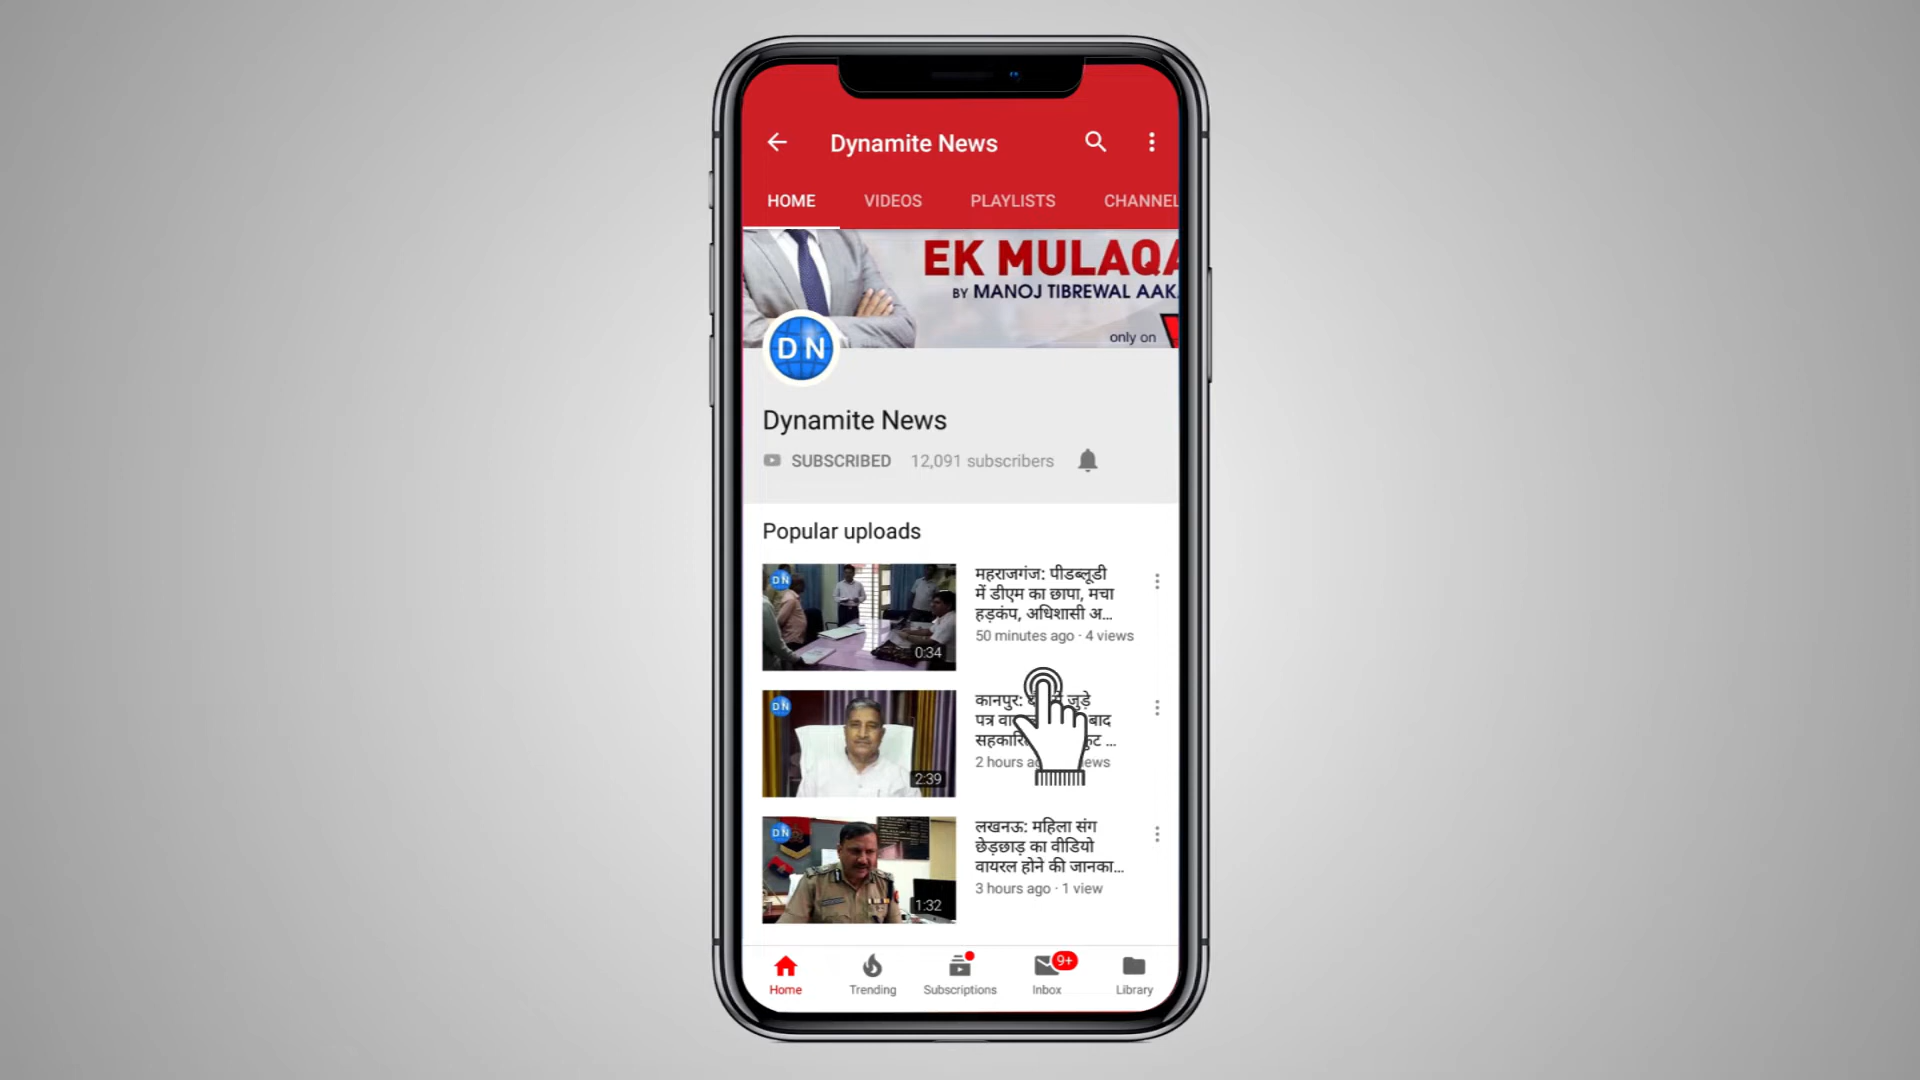 Dynamite News
HOME VIDEOS PLAYLISTS CHANNEL
EK MULAQA
BY MANOJ TIBREWAL AAK
only on
DN
Dynamite News
SUBSCRIBED 12,091 subscribers
Popular uploads
DN
0:34
महराजगंज: पीडब्लूडी
में डीएम का छापा, मचा
हड़कंप, अधिशासी अ...
50 minutes ago · 4 views
DN
2:39
कानपुर: जुड़े
पत्र
2 hours
DN
1:32
लखनऊ: महिला संग
छेड़छाड़ का वीडियो
वायरल होने की जानका...
3 hours ago · 1 view
9+
Home Trending Subscriptions Inbox Library